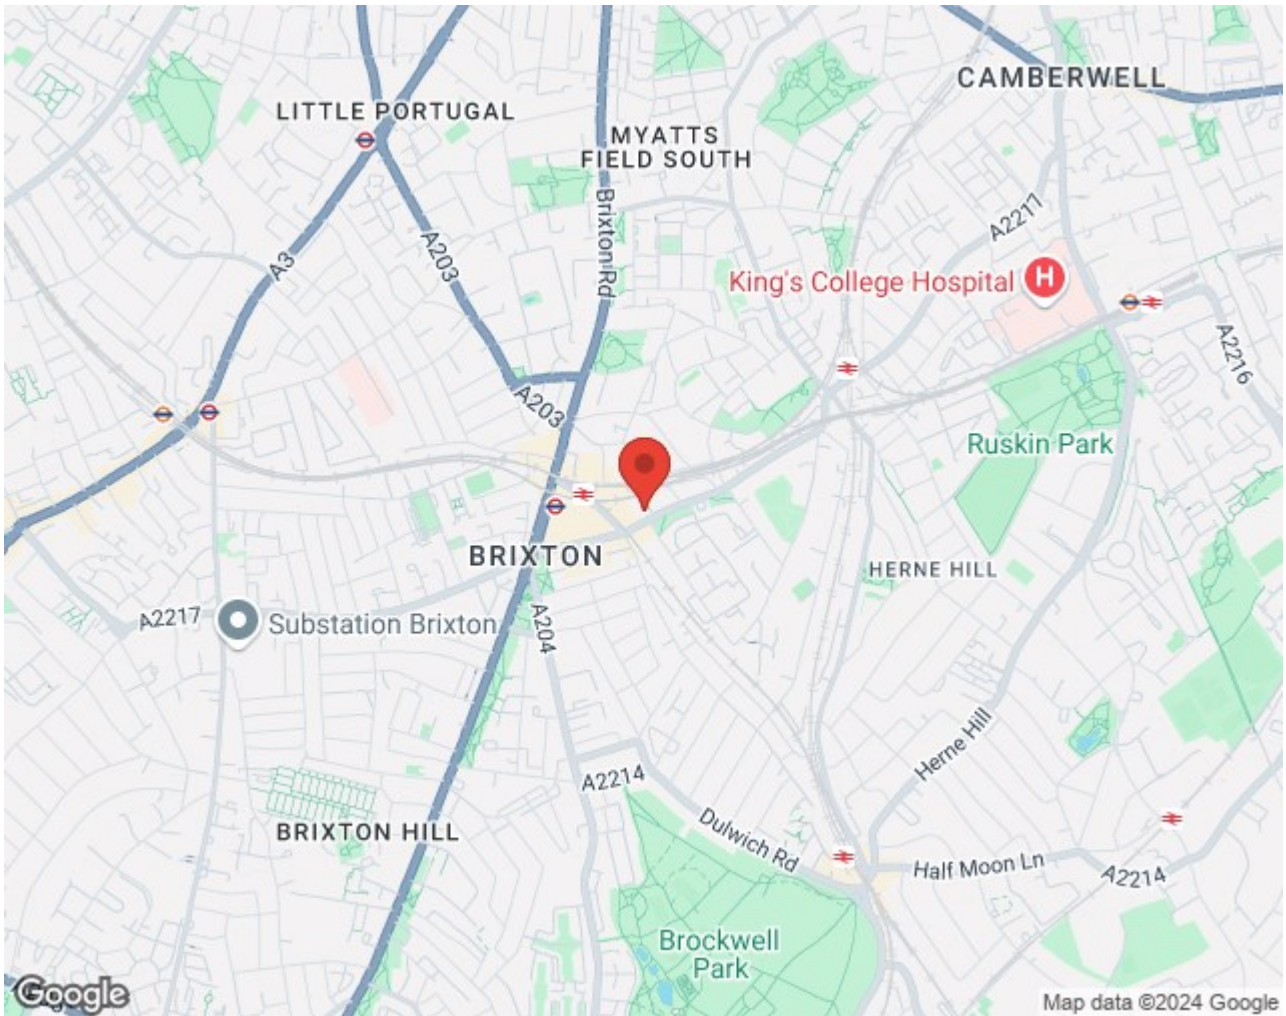 CAMBERWELL
LITTLE PORTUGAL
MYATTS
FIELD SOUTH
Brixton Rd
A2217
A203
A3
King's College Hospital
H
A2216
A203
Ruskin Park
BRIXTON
HERNE HILL
A2217
Substation Brixton
A204
Herne Hill
A2214
Dulwich Rd
BRIXTON HILL
Half Moon Ln
A2214
Brockwell
Park
Google
Map data ©2024 Google